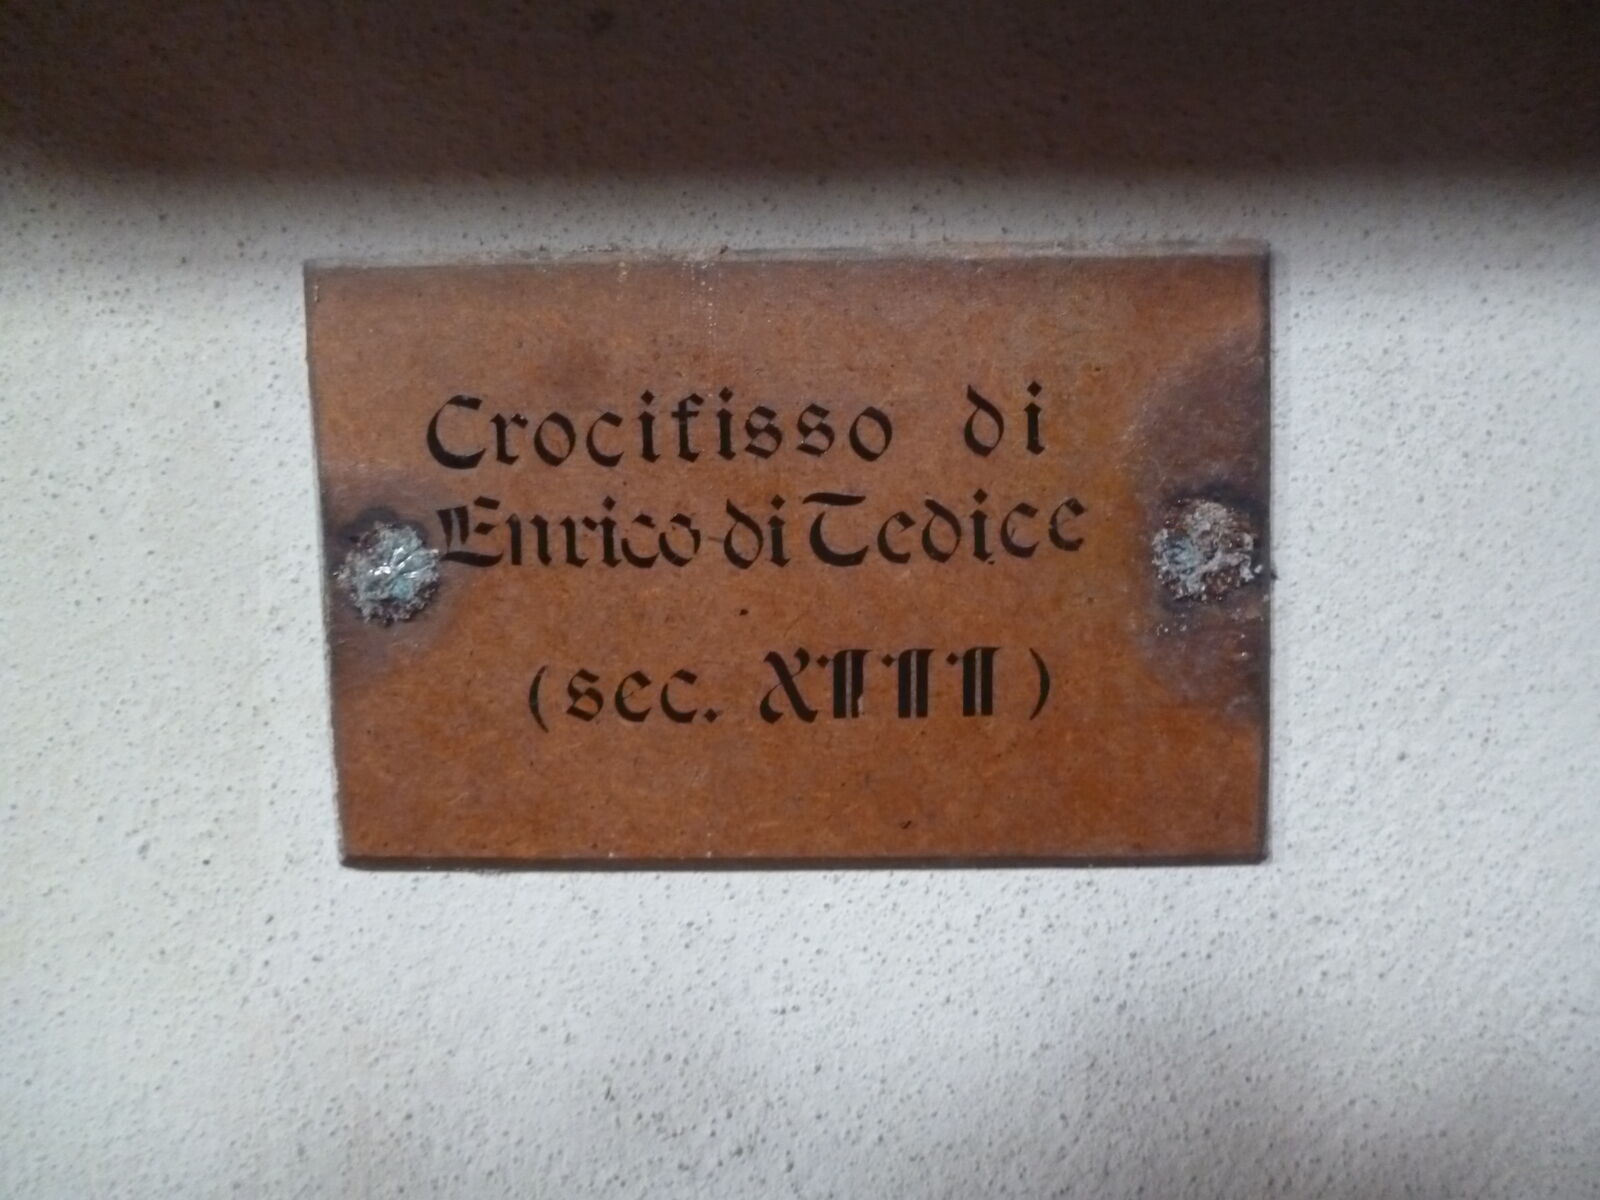 Crocifisso di
Enrico di Tedice
(sec. XIII)